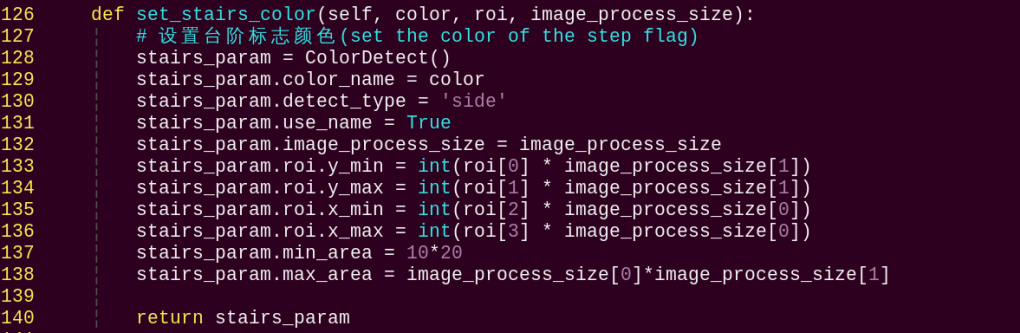 126     def set_stairs_color(self, color, roi, image_process_size):
127         # 设置台阶标志颜色(set the color of the step flag)
128         stairs_param = ColorDetect()
129         stairs_param.color_name = color
130         stairs_param.detect_type = 'side'
131         stairs_param.use_name = True
132         stairs_param.image_process_size = image_process_size
133         stairs_param.roi.y_min = int(roi[0] * image_process_size[1])
134         stairs_param.roi.y_max = int(roi[1] * image_process_size[1])
135         stairs_param.roi.x_min = int(roi[2] * image_process_size[0])
136         stairs_param.roi.x_max = int(roi[3] * image_process_size[0])
137         stairs_param.min_area = 10*20
138         stairs_param.max_area = image_process_size[0]*image_process_size[1]
139
140         return stairs_param